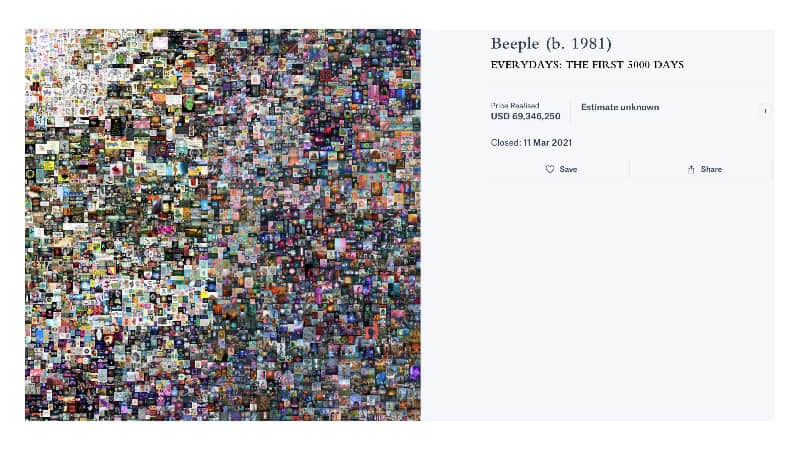 Beeple (b. 1981)
EVERYDAYS: THE FIRST 5000 DAYS
Price Realised
USD 69,346,250
Estimate unknown
Closed: 11 Mar 2021
Save
Share